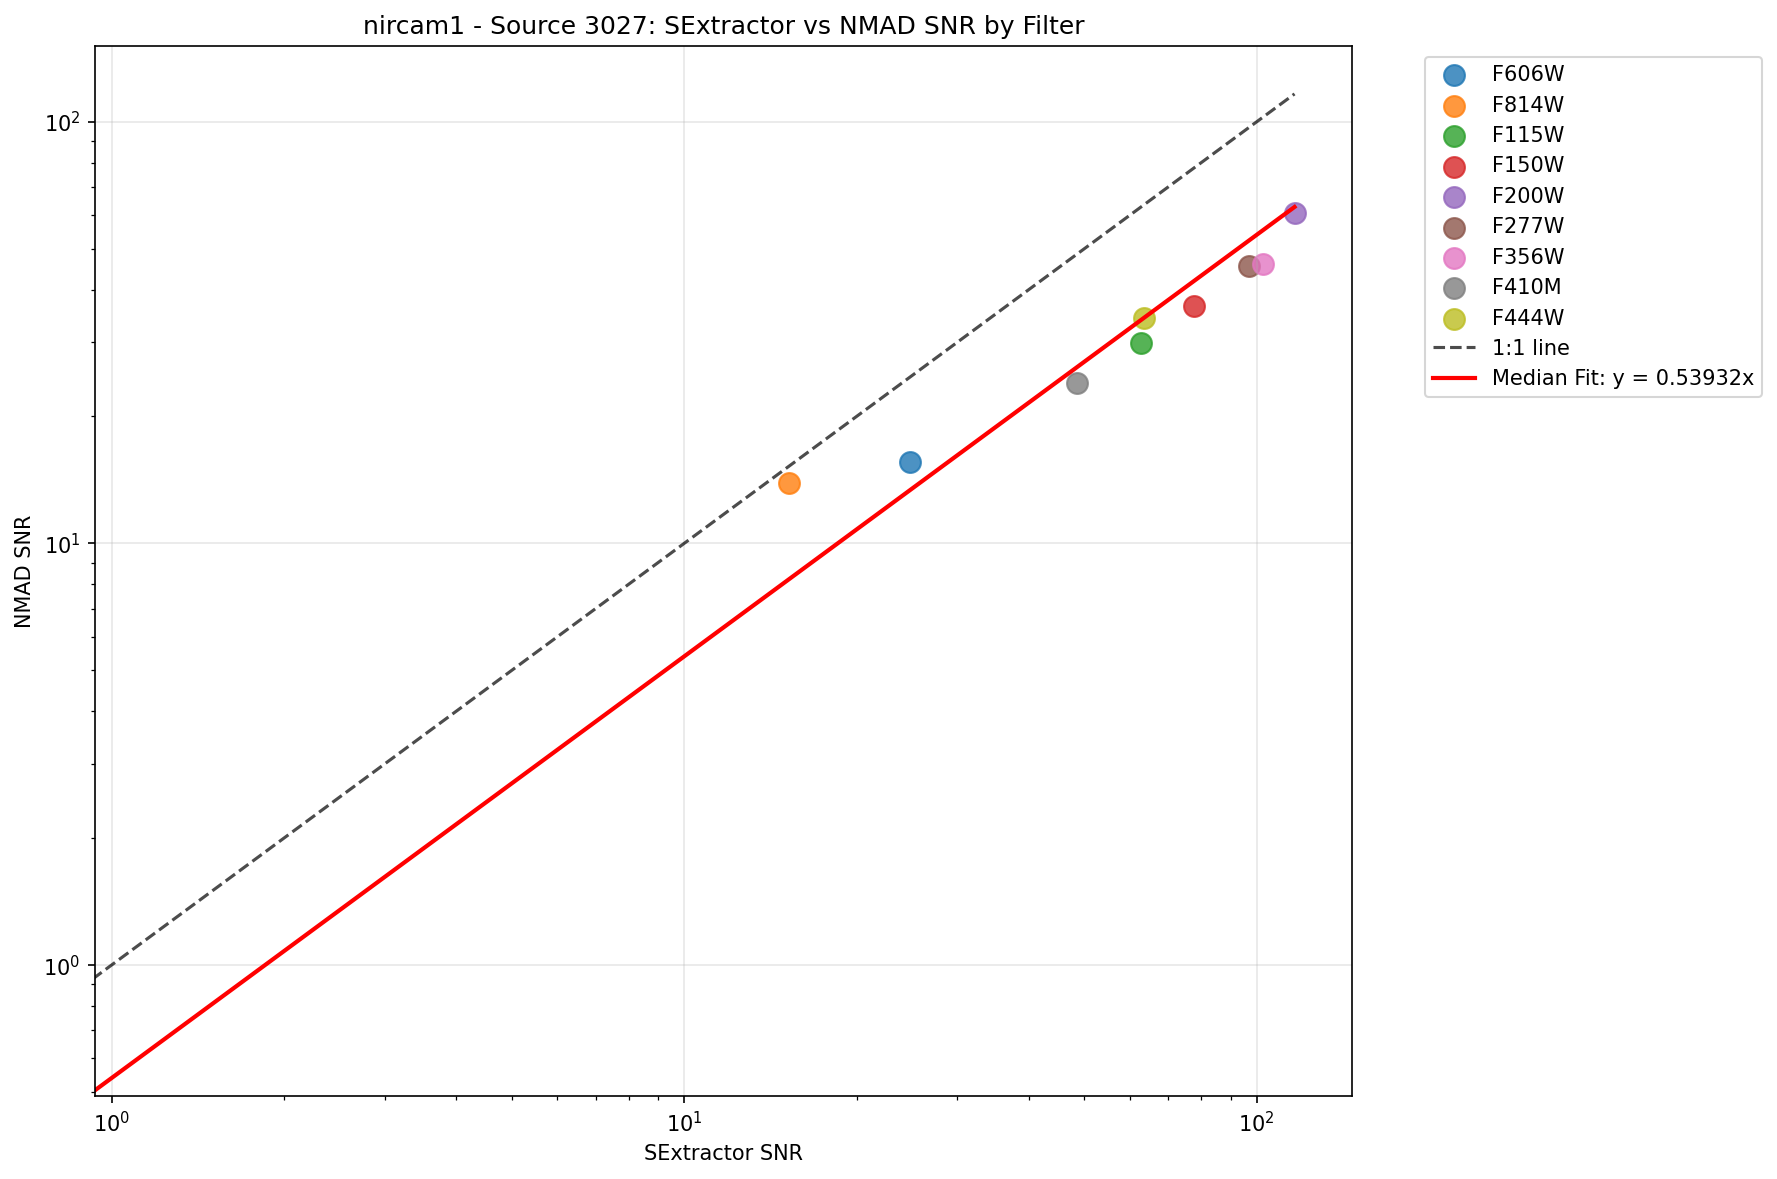 nircam1 - Source 3027: SExtractor vs NMAD SNR by Filter
NMAD SNR
10²
10¹
10⁰
10⁰ 10¹ 10²
SExtractor SNR
F606W
F814W
F115W
F150W
F200W
F277W
F356W
F410M
F444W
1:1 line
Median Fit: y = 0.53932x